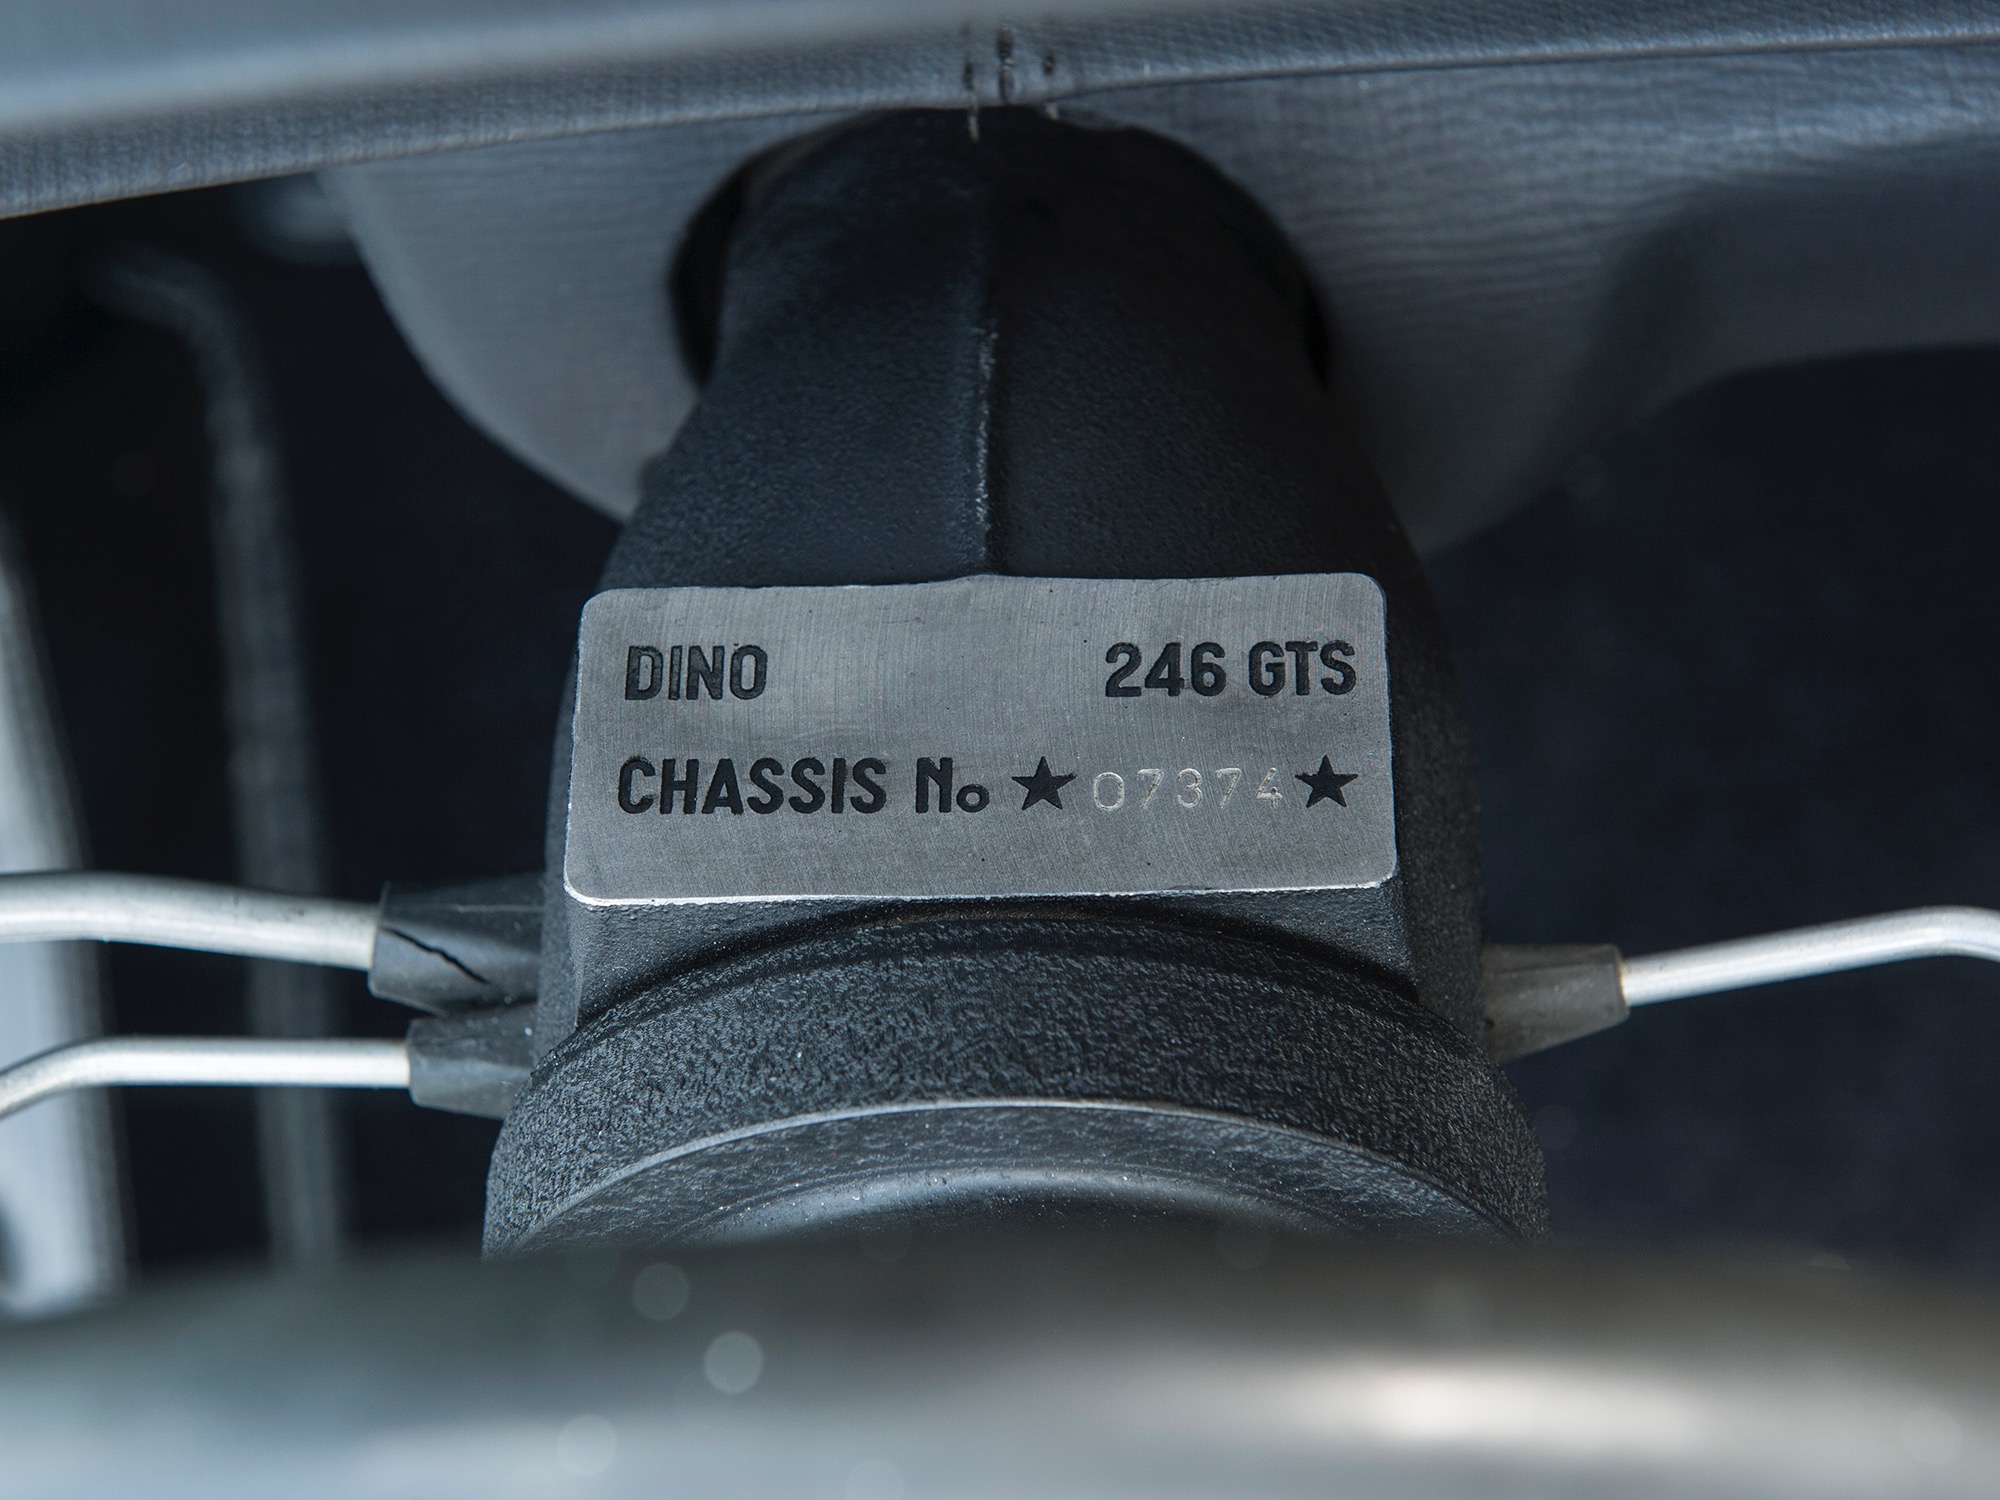 DINO 246 GTS
CHASSIS No ★ 07374 ★